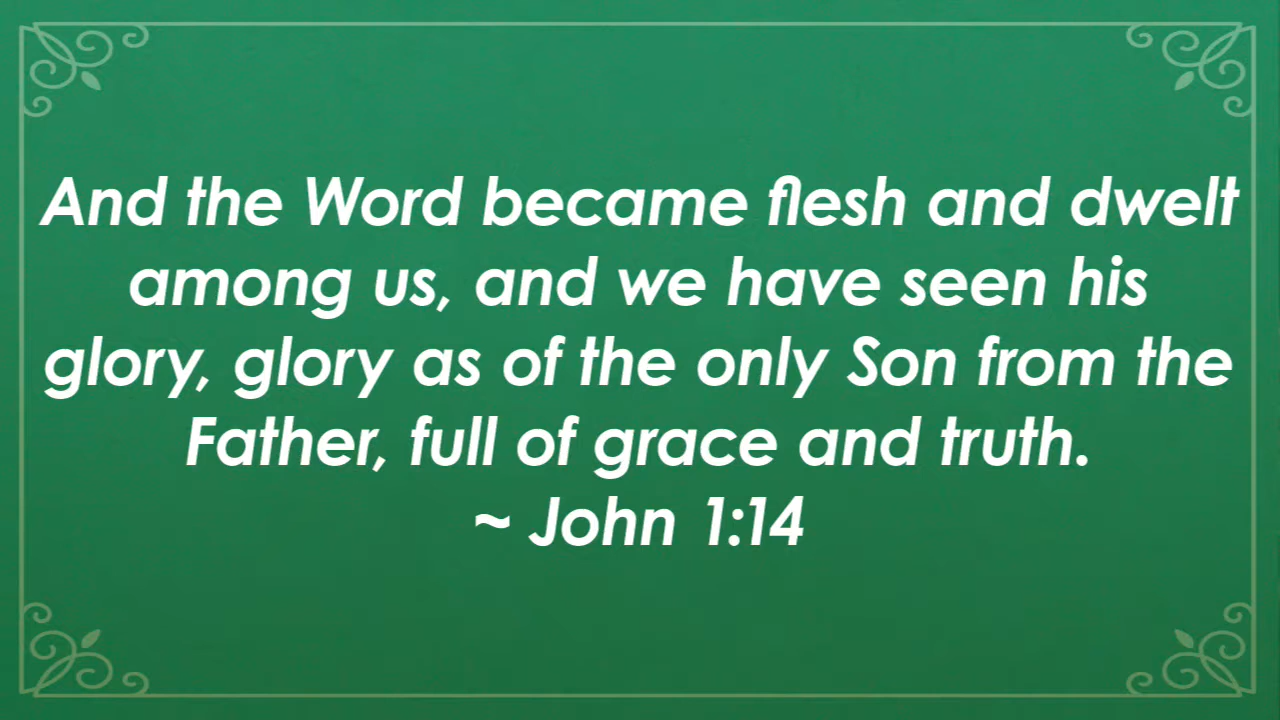 And the Word became flesh and dwelt
among us, and we have seen his
glory, glory as of the only Son from the
Father, full of grace and truth.
~ John 1:14